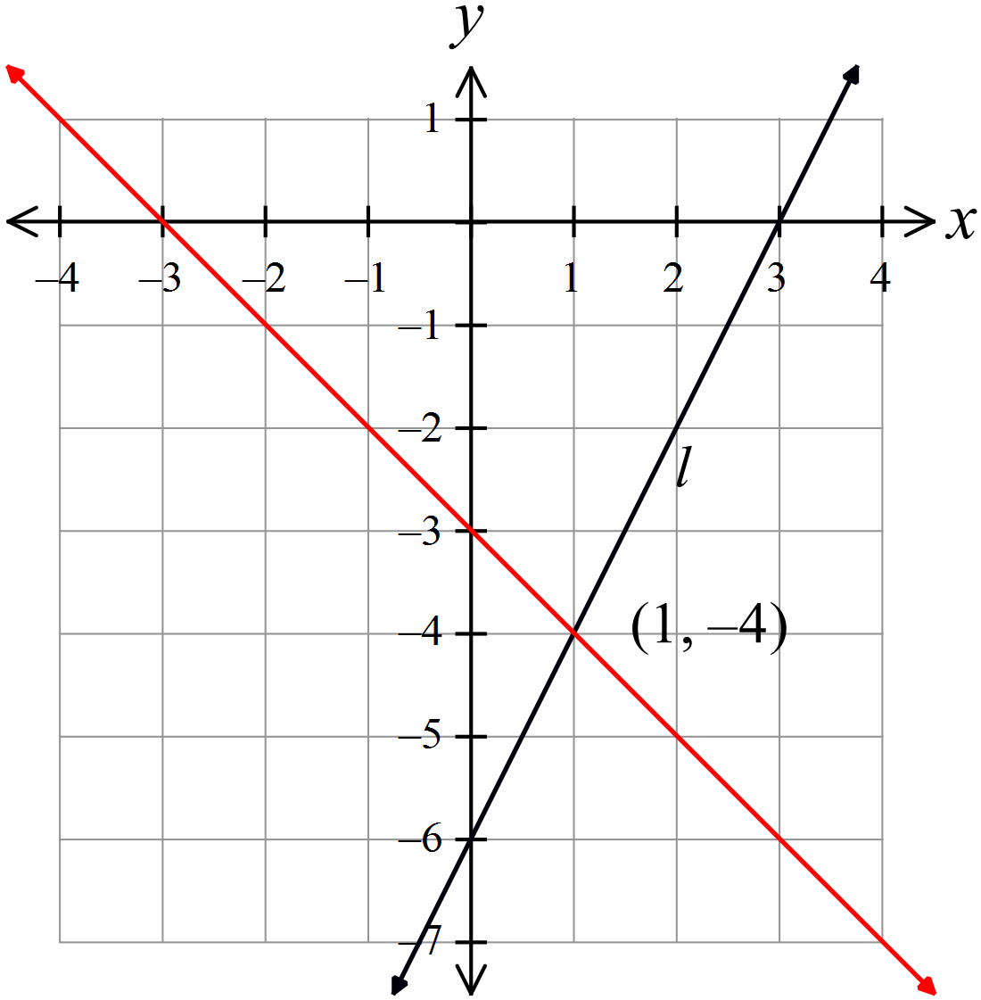 y
1
x
–4 –3 –2 –1 1 2 3 4
–1
–2
l
–3
(1, –4)
–4
–5
–6
–7